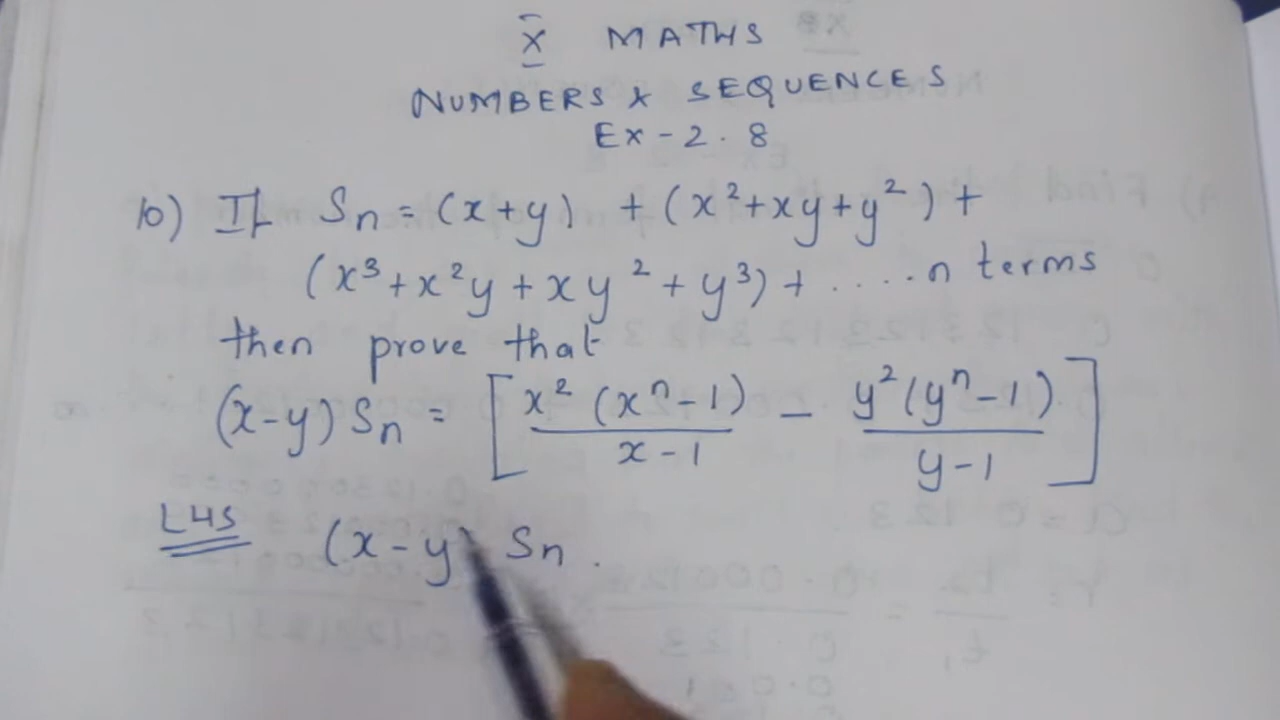 X MATHS
NUMBERS & SEQUENCES
Ex-2.8
10) If Sn = (x+y) + (x²+xy+y²) +
(x³+x²y+xy²+y³) + .....n terms
then prove that
(x-y) Sn = [x² (xⁿ-1) / x-1 - y² (yⁿ-1) / y-1]
LHS (x-y) Sn.